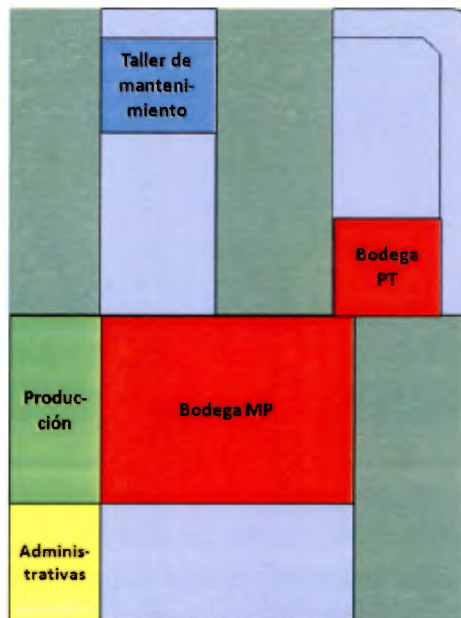 Taller de
manteni-
miento
Bodega
PT
Produc-
ción
Bodega MP
Adminis-
trativas